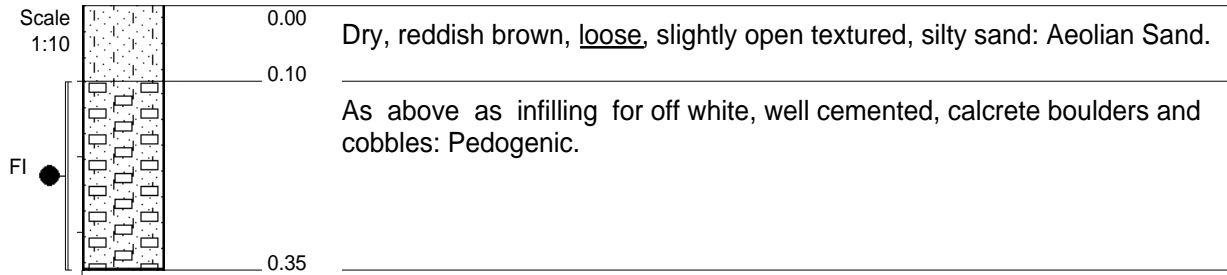 Scale
1:10
0.00
Dry, reddish brown, loose, slightly open textured, silty sand: Aeolian Sand.
0.10
As above as infilling for off white, well cemented, calcrete boulders and
cobbles: Pedogenic.
FI
0.35